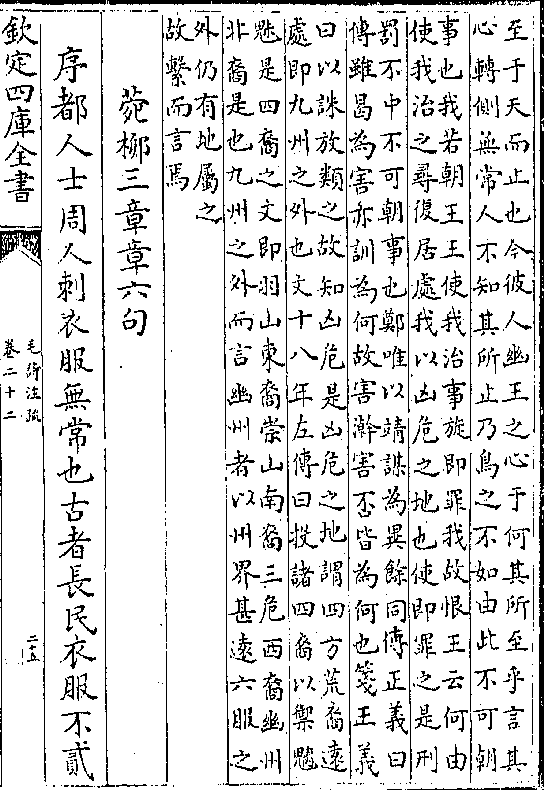 至于天而止也今彼人幽王之心于何其所至乎言其
心轉側無常人不知其所止乃鳥之不如由此不可朝
事也我若朝王王使我治事旋即罪我故恨王云何由
使我治之尋復居處我以凶危之地也使即罪之是刑
罰不中不可朝事也鄭唯以靖謀為異餘同傳正義曰
傳雖曷為害亦訓為何故害澣害否皆為何也箋王義
曰以誅放類之故知凶危是凶危之地謂四方荒裔遠
處即九州之外也文十八年左傳曰投諸四裔以禦魑
魅是四裔之文即羽山東裔崇山南裔三危西裔幽州
北裔是也九州之外而言幽州者以州界甚遠六服之
外仍有地屬之
故繫而言焉
菀柳三章章六句
序都人士周人刺衣服無常也古者長民衣服不貳
欽定四庫全書
毛詩注疏
卷二十二
二十五